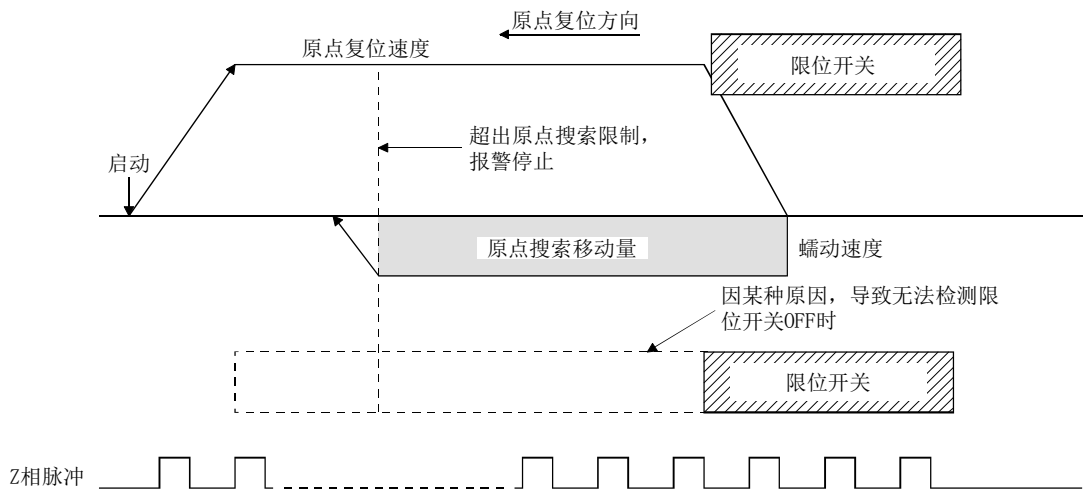 原点复位方向
原点复位速度
限位开关
超出原点搜索限制，
报警停止
启动
原点搜索移动量
蠕动速度
因某种原因，导致无法检测限
位开关OFF时
限位开关
Z相脉冲